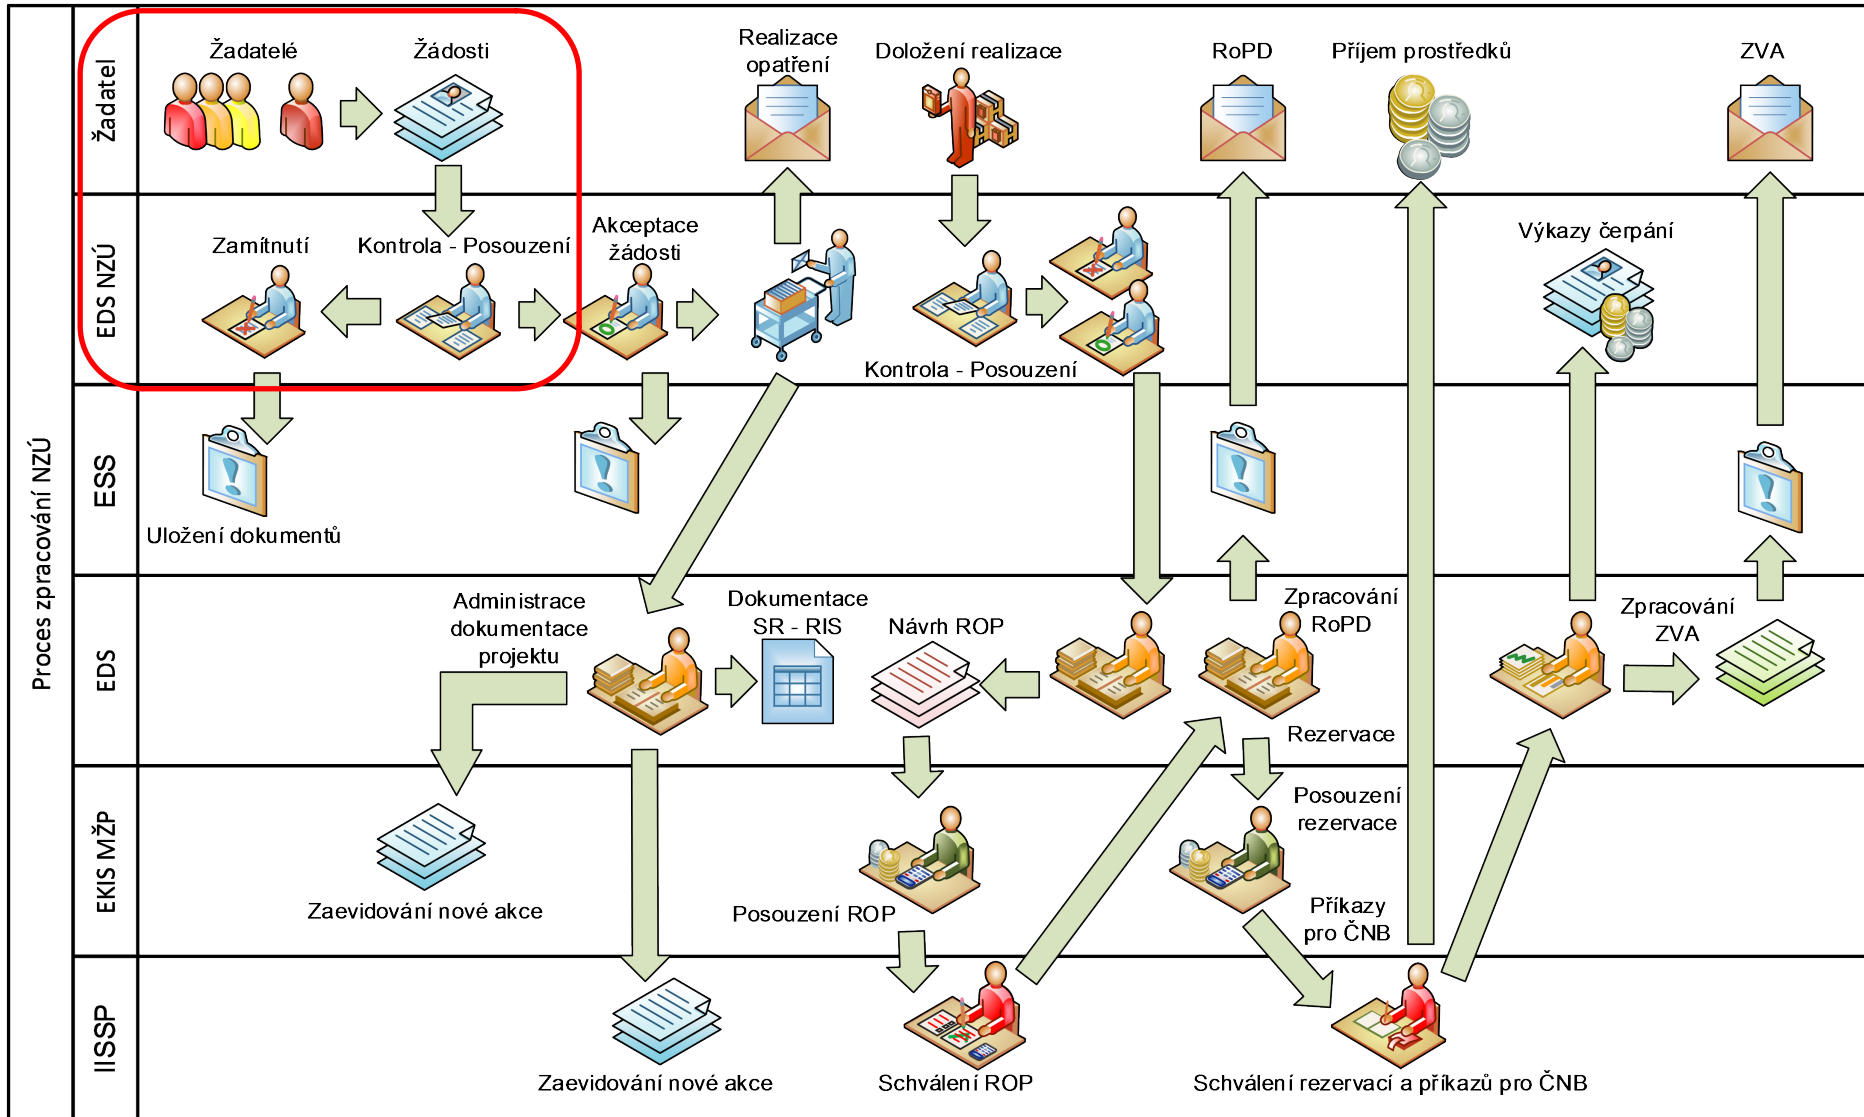 Proces zpracování NZÚ
Žadatel
Žadatelé
Žádosti
Realizace
opatření
Doložení realizace
RoPD
Příjem prostředků
ZVA
EDS NZÚ
Zamítnutí
Kontrola - Posouzení
Akceptace
žádosti
Kontrola - Posouzení
Výkazy čerpání
ESS
Uložení dokumentů
EDS
Administrace
dokumentace
projektu
Dokumentace
SR - RIS
Návrh ROP
Zpracování
RoPD
Rezervace
Zpracování
ZVA
EKIS MŽP
Zaevidování nové akce
Posouzení ROP
Posouzení
rezervace
Příkazy
pro ČNB
IISSP
Zaevidování nové akce
Schválení ROP
Schválení rezervací a příkazů pro ČNB